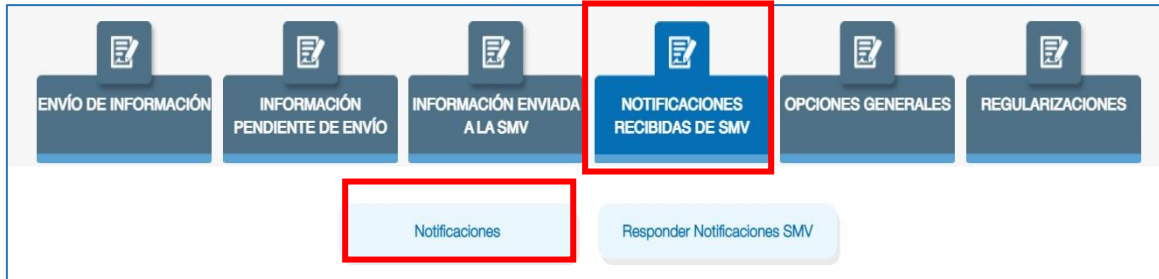 ENVÍO DE INFORMACIÓN
INFORMACIÓN
PENDIENTE DE ENVÍO
INFORMACIÓN ENVIADA
A LA SMV
NOTIFICACIONES
RECIBIDAS DE SMV
OPCIONES GENERALES
REGULARIZACIONES
Notificaciones
Responder Notificaciones SMV